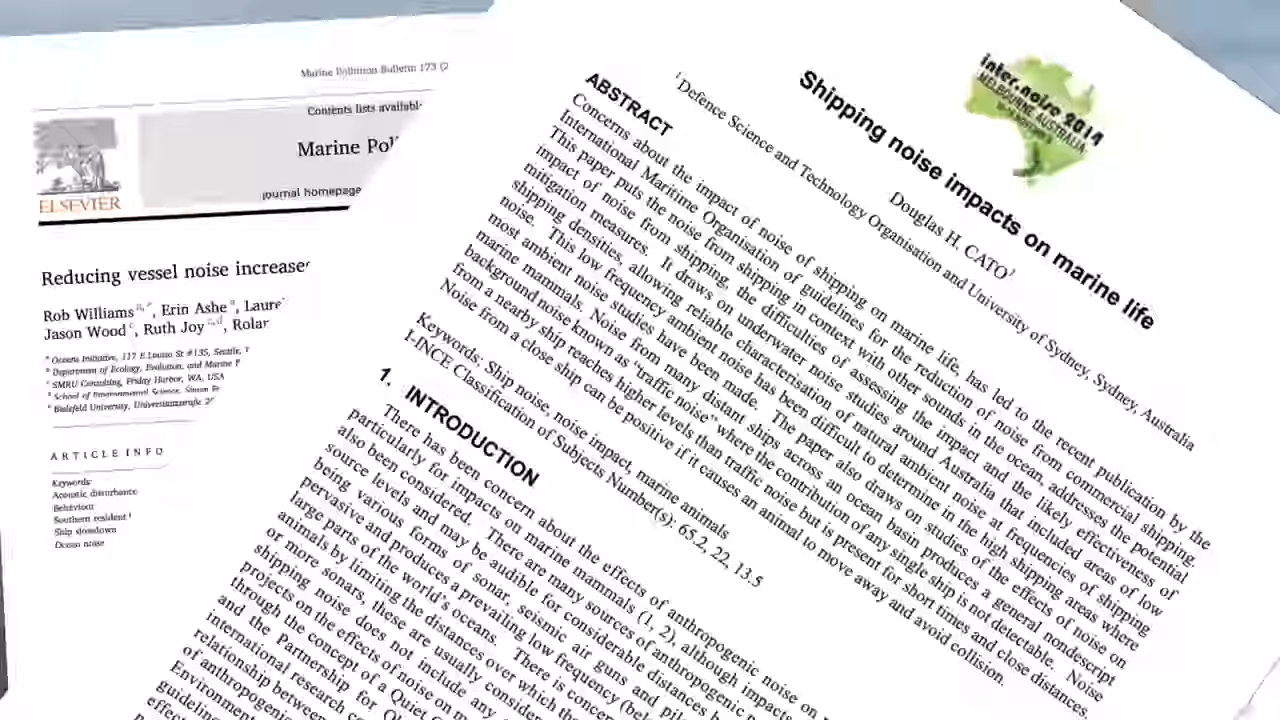 Marine Pollution Bulletin 173 (2
Contents lists availabl
Marine Pol
journal homepage
ELSEVIER
Reducing vessel noise increases
Rob Williams, Erin Ashe, Laure
Jason Wood, Ruth Joy, Rolar
Oceans Initiative, 117 E Louisa St #135, Seattle,
Department of Ecology, Evolution, and Marine
SMRU Consulting, Friday Harbor, WA, USA
School of Environmental Science, Simon
Bielefeld University, Universitätsstraße 2
ARTICLE INFO
Keywords:
Acoustic disturbance
Behaviour
Southern resident
Ship slowdown
Ocean noise
inter.noise 2014
MELBOURNE AUSTRALIA
Shipping noise impacts on marine life
Douglas H. CATO1
1Defence Science and Technology Organisation and University of Sydney, Sydney, Australia
ABSTRACT
Concerns about the impact of noise of shipping on marine life, has led to the recent publication by the
International Maritime Organisation of guidelines for the reduction of noise from commercial shipping.
This paper puts the noise from shipping in context with other sounds in the ocean, addresses the potential
impact of noise from shipping, the difficulties of assessing the impact and the likely effectiveness of
mitigation measures. It draws on underwater noise studies around Australia that included areas of low
shipping densities, allowing reliable characterisation of natural ambient noise at frequencies of shipping
noise. This low frequency ambient noise has been difficult to determine in the high shipping areas where
most ambient noise studies have been made. The paper also draws on studies of the effects of noise on
marine mammals. Noise from many distant ships across an ocean basin produces a general nondescript
background noise known as "traffic noise" where the contribution of any single ship is not detectable. Noise
from a nearby ship reaches higher levels than traffic noise but is present for short times and close distances.
Noise from a close ship can be positive if it causes an animal to move away and avoid collision.
Keywords: Ship noise, noise impact, marine animals
I-INCE Classification of Subjects Number(s): 65.2, 22, 13.5
1. INTRODUCTION
There has been concern about the effects of anthropogenic noise on
particularly for impacts on marine mammals (1, 2), although impacts
also been considered. There are many sources of anthropogenic
source levels and may be audible for considerable distances
being various forms of sonar, seismic air guns and pile
pervasive and produces a prevailing low frequency (bel
large parts of the world's oceans. There is concer
animals by limiting the distances over which the
or more sonars, these are usually consider
shipping noise does not include any
projects on the effects of noise on m
through the concept of a Quiet
and the Partnership for O
International research c
relationship between
of anthropogenic
Environment
guideline
effect